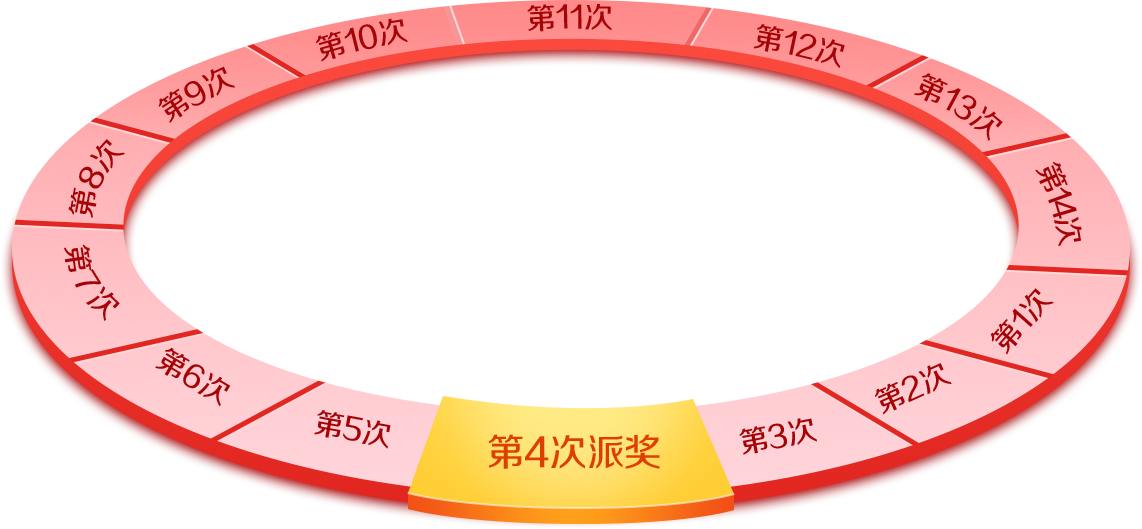 第1次
第2次
第3次
第4次派奖
第5次
第6次
第7次
第8次
第9次
第10次
第11次
第12次
第13次
第14次